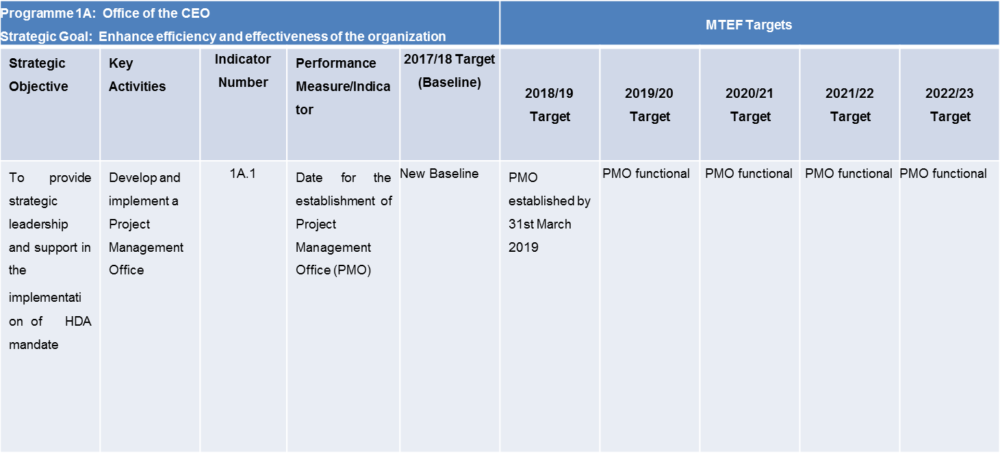 Programme 1A: Office of the CEO
Strategic Goal: Enhance efficiency and effectiveness of the organization
MTEF Targets
Strategic
Objective
Key
Activities
Indicator
Number
Performance
Measure/Indica
tor
2017/18 Target
(Baseline)
2018/19
Target
2019/20
Target
2020/21
Target
2021/22
Target
2022/23
Target
To provide
strategic
leadership
and support in
the
implementati
on of HDA
mandate
Develop and
implement a
Project
Management
Office
1A.1
Date for the
establishment of
Project
Management
Office (PMO)
New Baseline
PMO
established by
31st March
2019
PMO functional
PMO functional
PMO functional
PMO functional